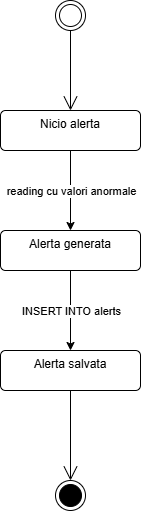 Nicio alerta
reading cu valori anormale
Alerta generata
INSERT INTO alerts
Alerta salvata